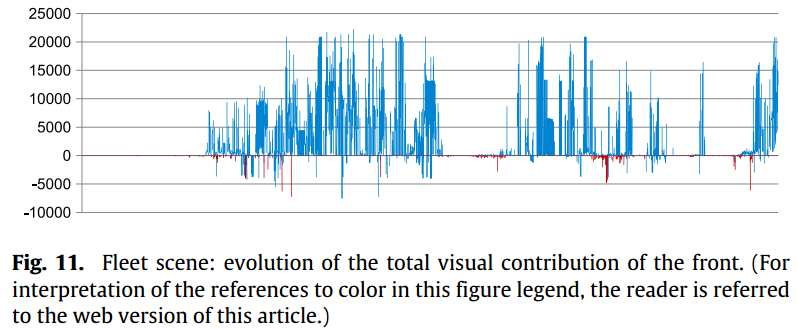 25000
20000
15000
10000
5000
0
-5000
-10000
Fig. 11. Fleet scene: evolution of the total visual contribution of the front. (For
interpretation of the references to color in this figure legend, the reader is referred
to the web version of this article.)